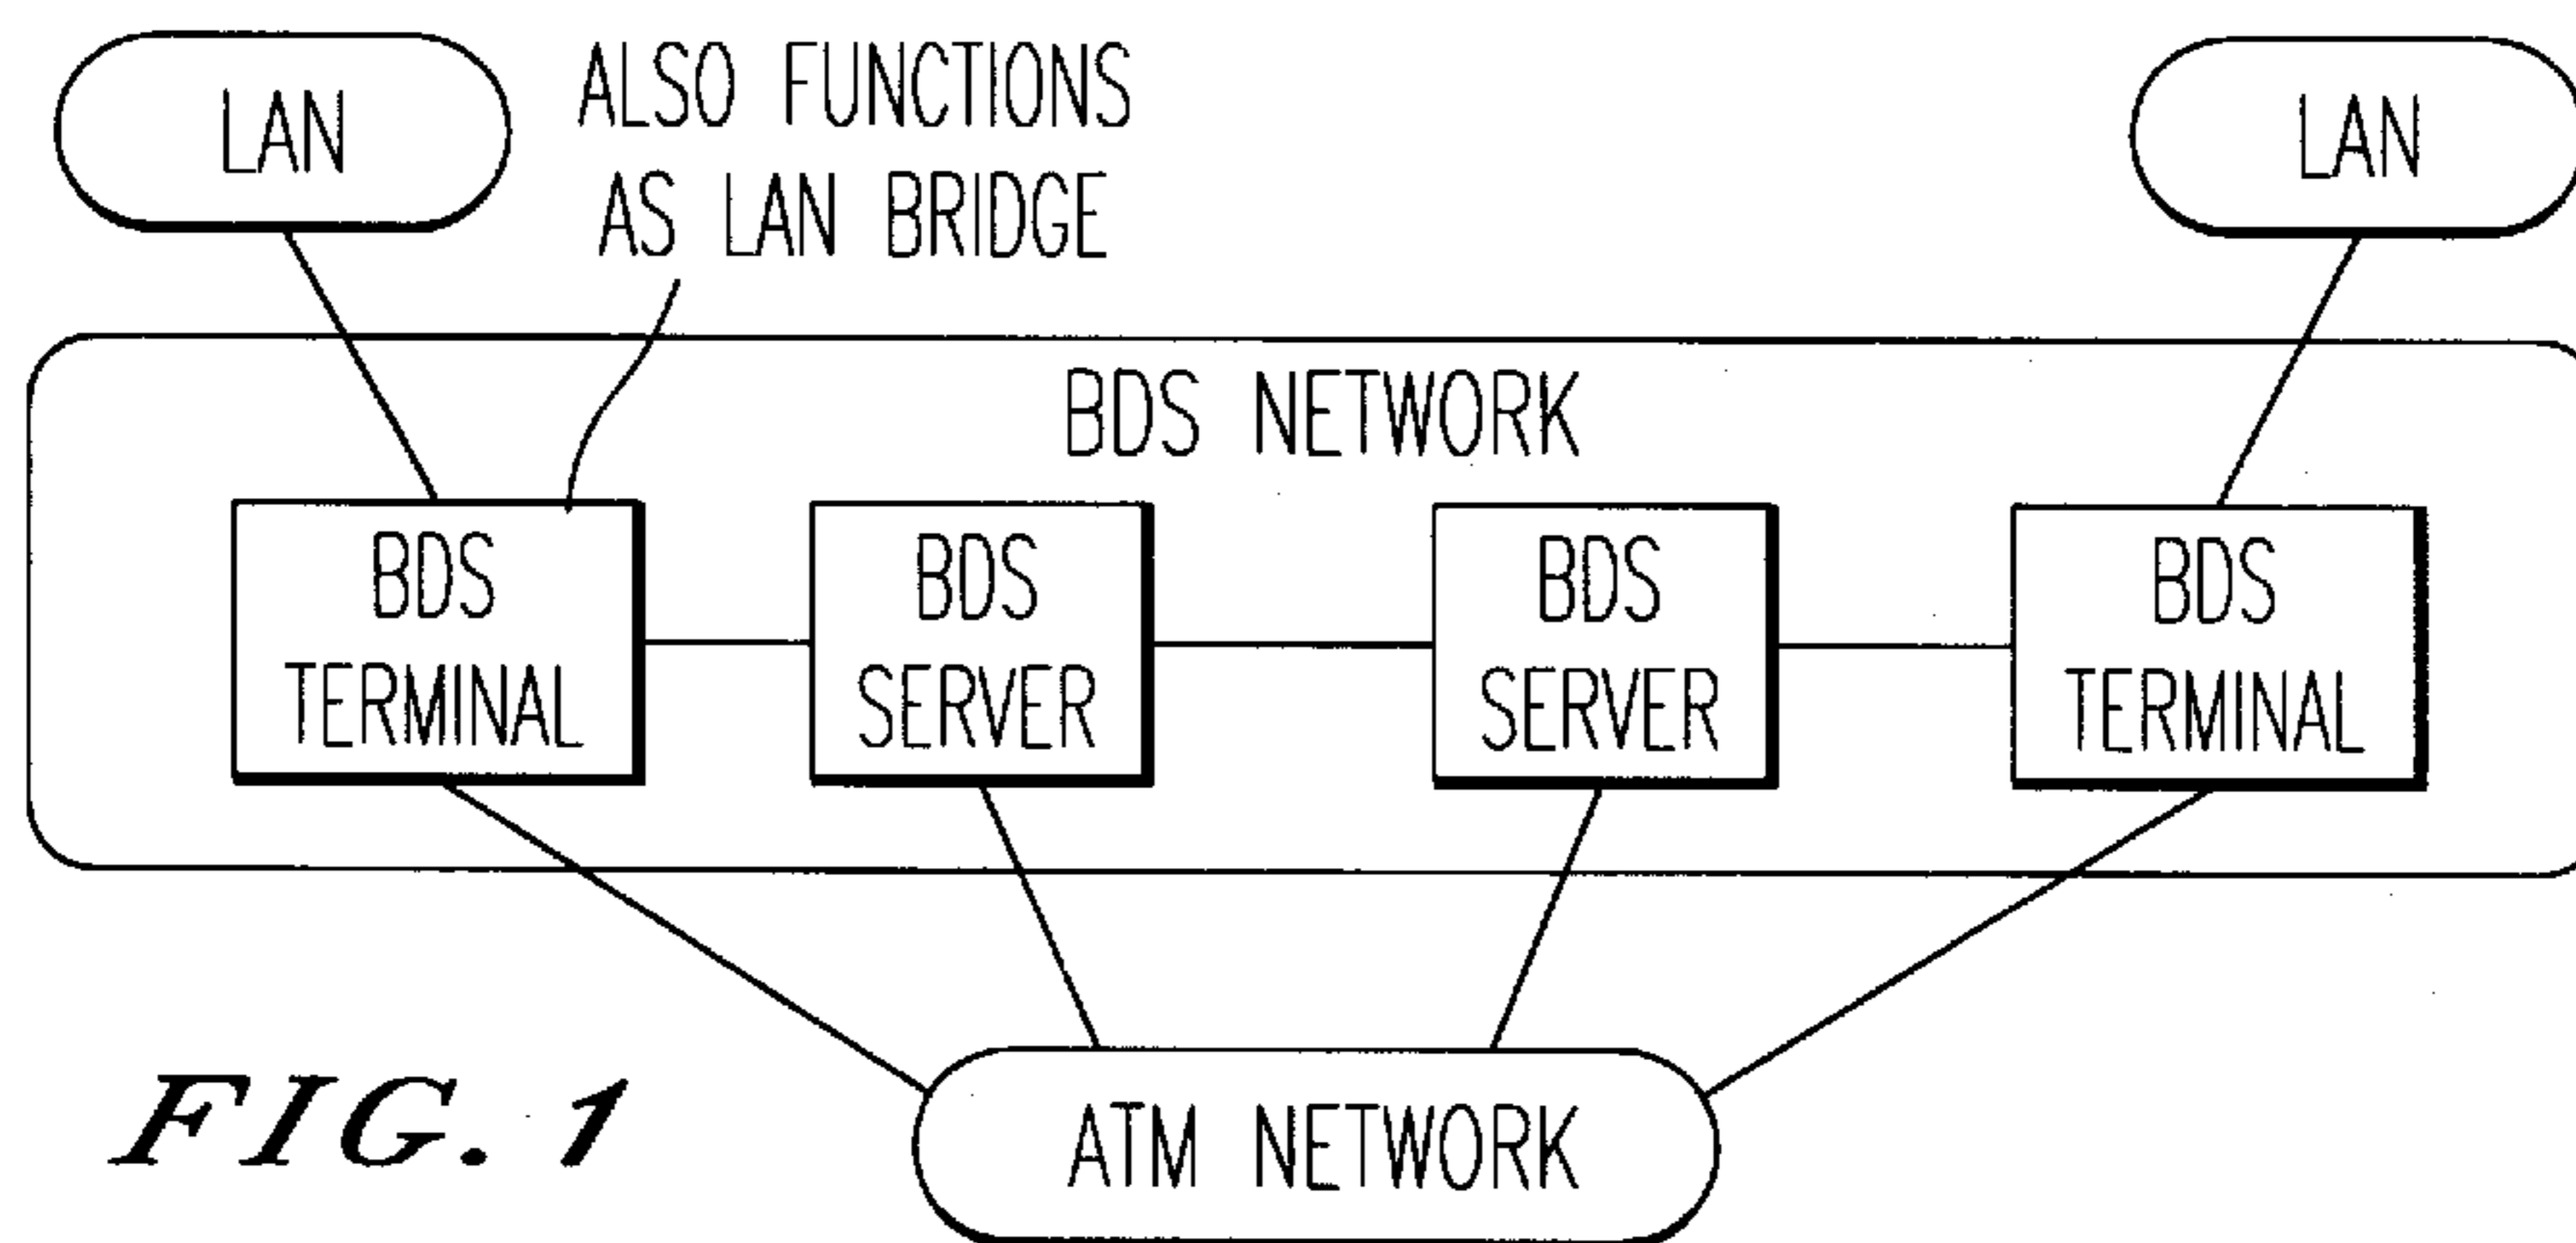 LAN
ALSO FUNCTIONS
AS LAN BRIDGE
LAN
BDS NETWORK
BDS
TERMINAL
BDS
SERVER
BDS
SERVER
BDS
TERMINAL
ATM NETWORK
FIG. 1